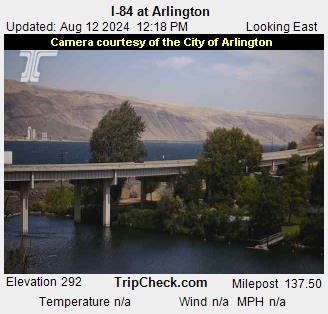 I-84 at Arlington
Updated: Aug 12 2024 12:18 PM Looking East
Camera courtesy of the City of Arlington
Elevation 292 TripCheck.com Milepost 137.50
Temperature n/a Wind n/a MPH n/a